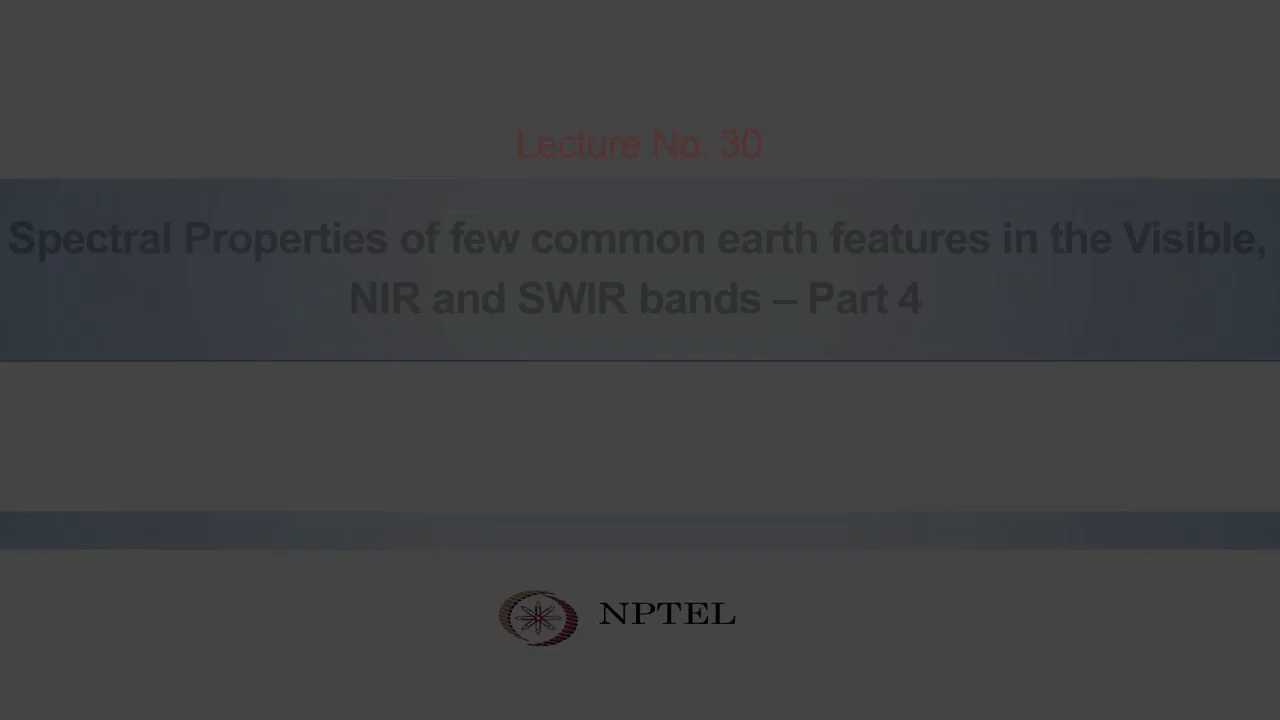 Lecture No. 30
Spectral Properties of few common earth features in the Visible,
NIR and SWIR bands – Part 4
NPTEL